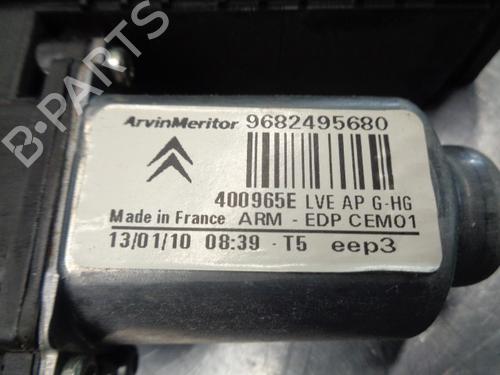 ArvinMeritor 9682495680
400965E LVE AP G-HG
Made in France ARM - EDP CEM01
13/01/10 08:39 - T5 eep3
B-PARTS